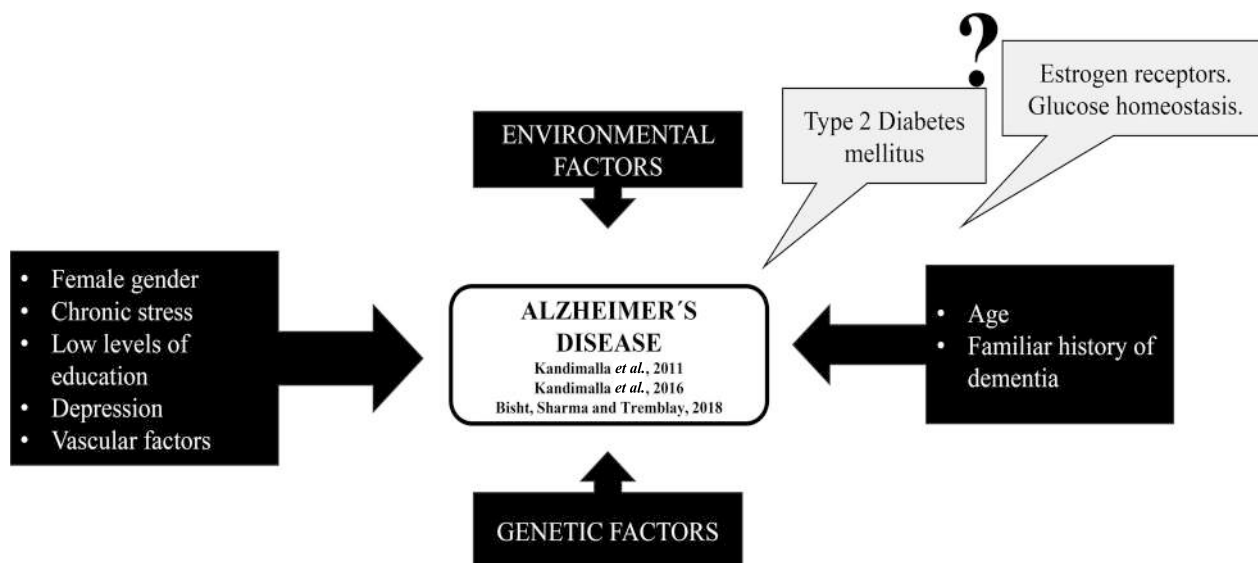 ?
Estrogen receptors.
Glucose homeostasis.
Type 2 Diabetes
mellitus
ENVIRONMENTAL
FACTORS
• Female gender
• Chronic stress
• Low levels of
education
• Depression
• Vascular factors
ALZHEIMER´S
DISEASE
Kandimalla et al., 2011
Kandimalla et al., 2016
Bisht, Sharma and Tremblay, 2018
• Age
• Familiar history of
dementia
GENETIC FACTORS